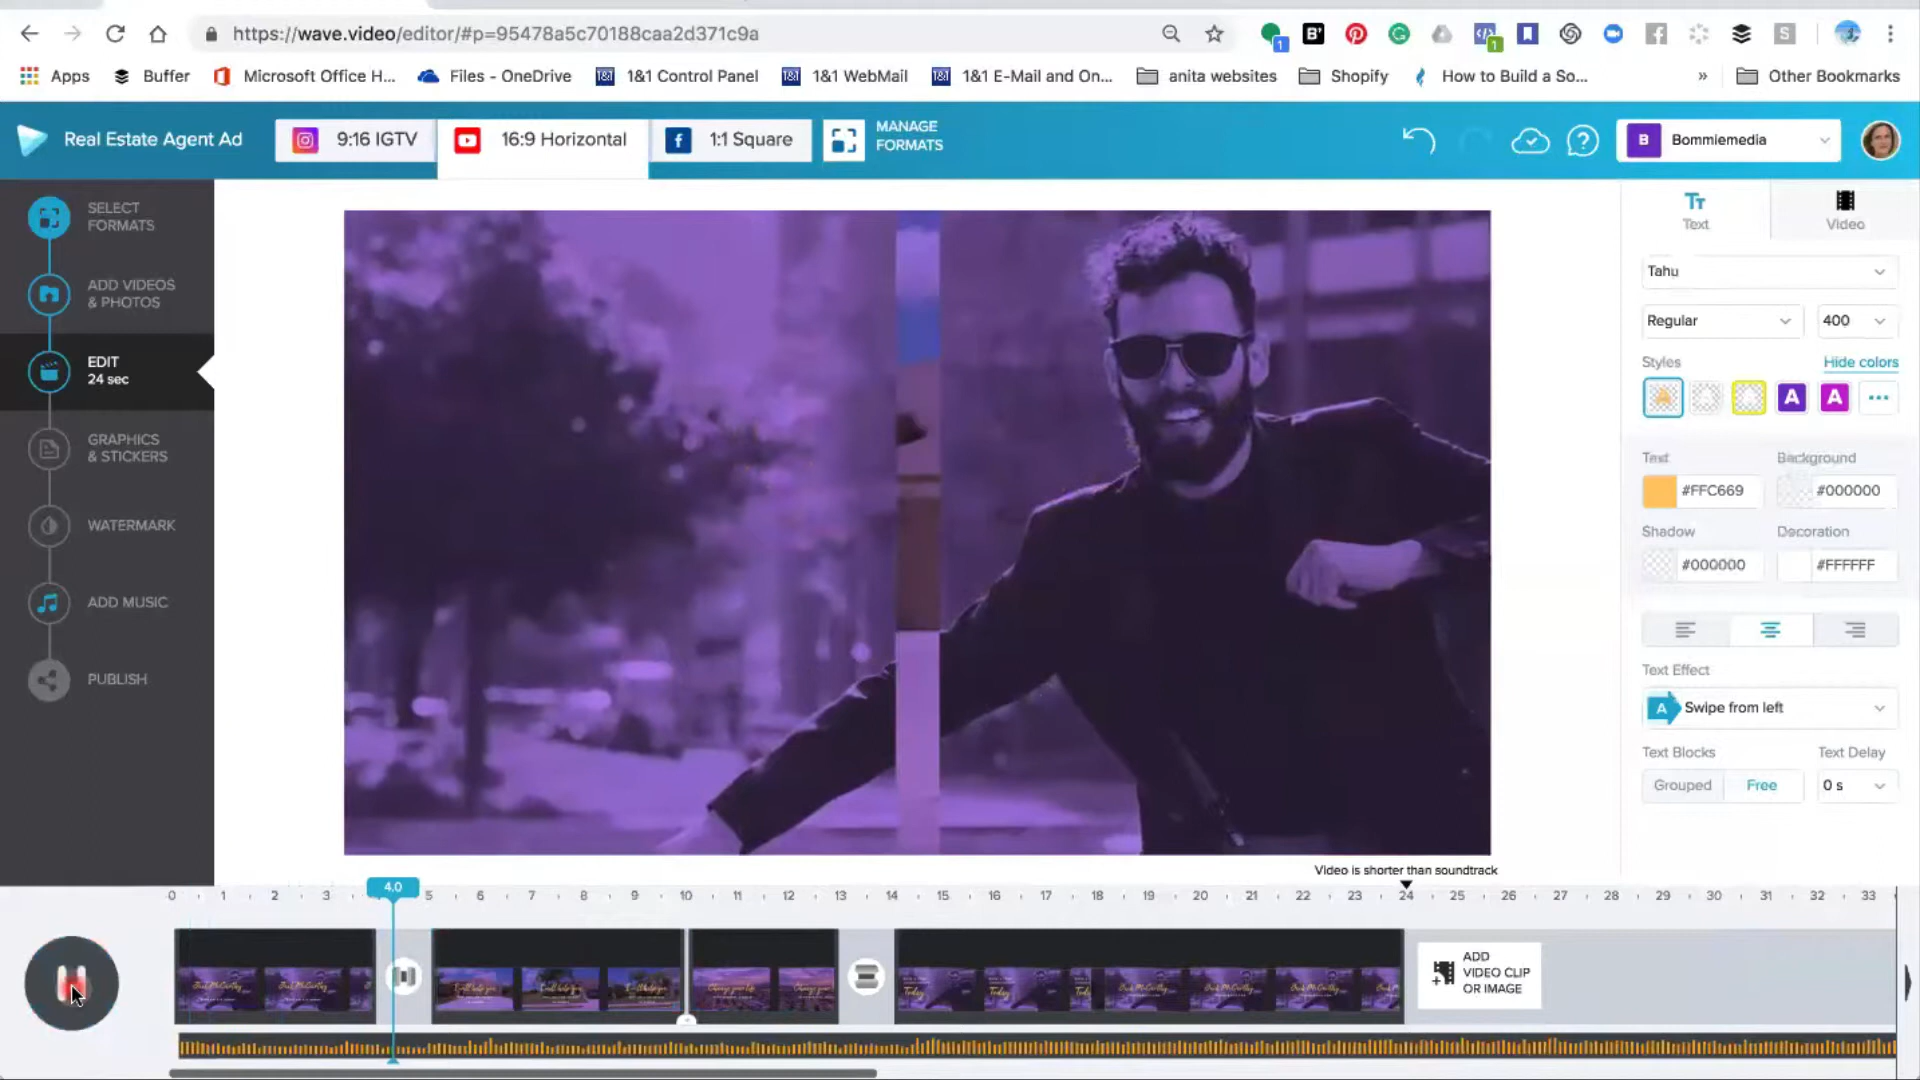 https://wave.video/editor/#p=95478a5c70188caa2d371c9a
1
B'
1
S
Apps
Buffer
Microsoft Office H...
Files - OneDrive
1&1 Control Panel
1&1 WebMail
1&1 E-Mail and On...
anita websites
Shopify
How to Build a So...
»
Other Bookmarks
Real Estate Agent Ad
9:16 IGTV
16:9 Horizontal
1:1 Square
MANAGE
FORMATS
B
Bommiemedia
SELECT
FORMATS
ADD VIDEOS
& PHOTOS
EDIT
24 sec
GRAPHICS
& STICKERS
WATERMARK
ADD MUSIC
PUBLISH
Text
Video
Tahu
Regular
400
Styles
Hide colors
A
A
Text
Background
#FFC669
#000000
Shadow
Decoration
#000000
#FFFFFF
Text Effect
A
Swipe from left
Text Blocks
Text Delay
Grouped
Free
0 s
Video is shorter than soundtrack
4.0
0 1 2 3 5 6 7 8 9 10 11 12 13 14 15 16 17 18 19 20 21 22 23 24 25 26 27 28 29 30 31 32 33
ADD
VIDEO CLIP
OR IMAGE